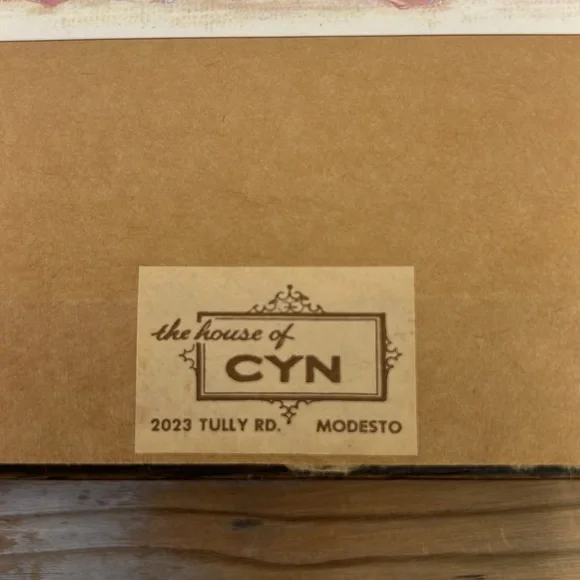 the house of
CYN
2023 TULLY RD. MODESTO